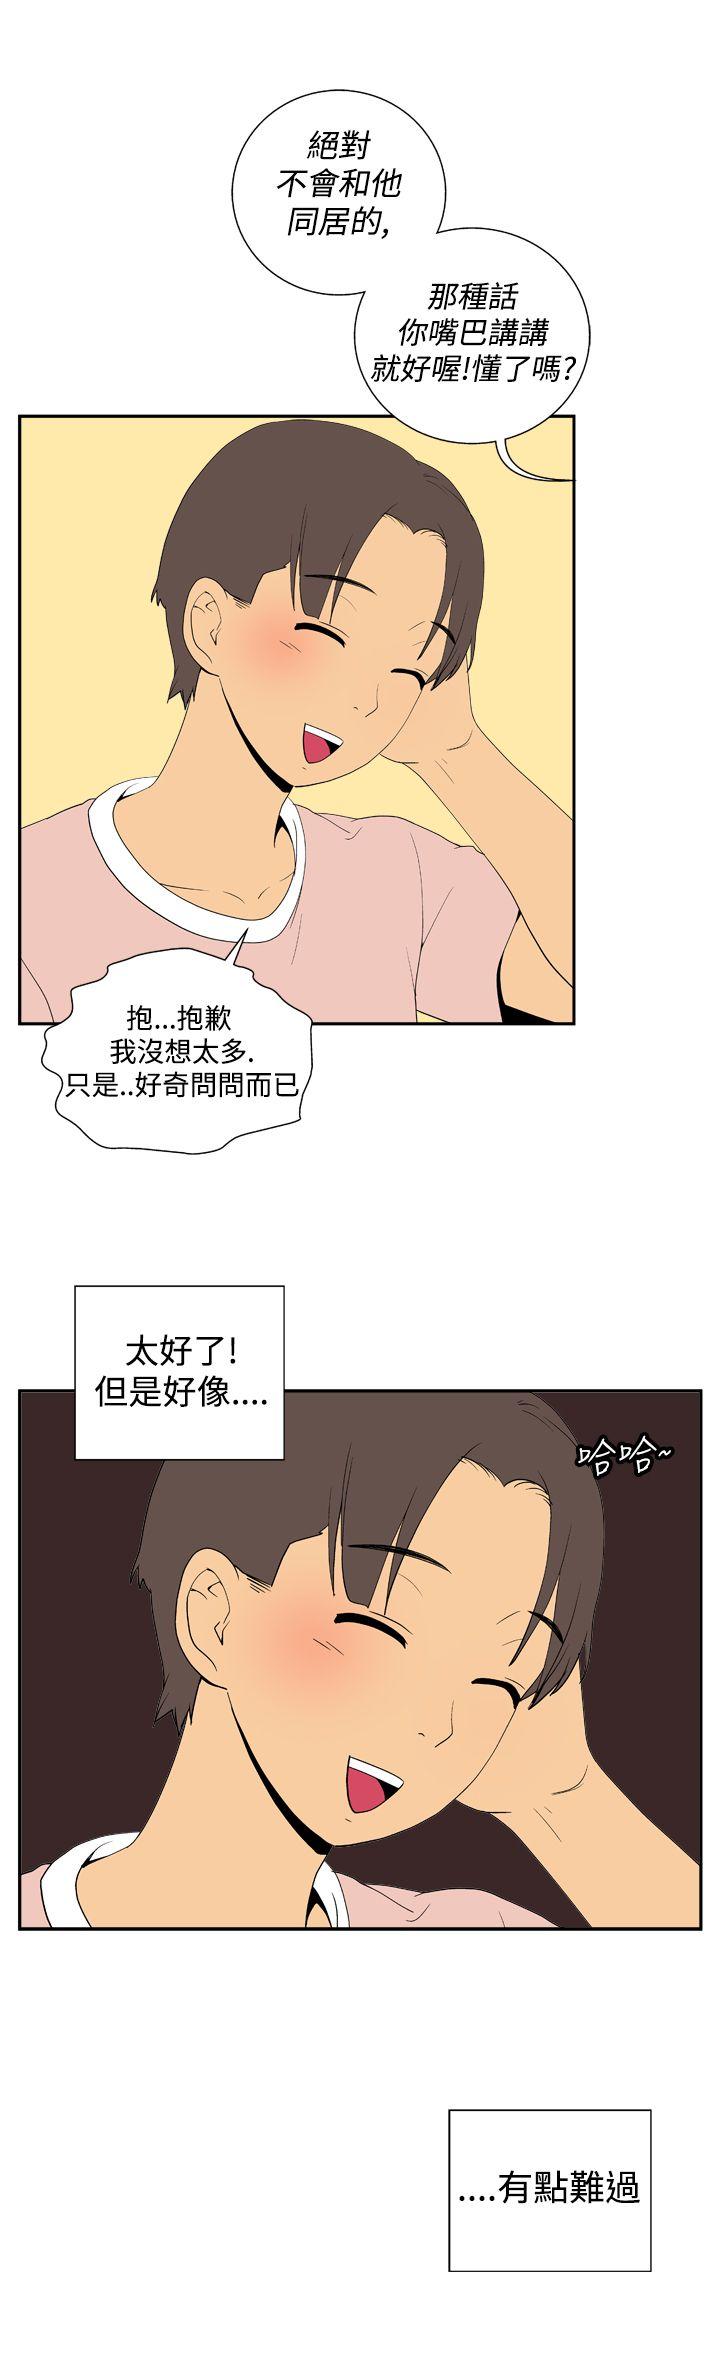 絕對
不會和他
同居的,
那種話
你嘴巴講講
就好喔!懂了嗎?
抱...抱歉
我沒想太多.
只是..好奇問問而已
太好了!
但是好像....
哈哈~
....有點難過